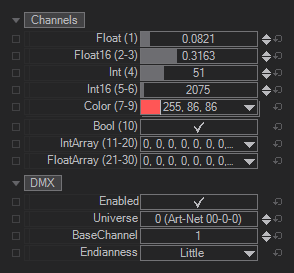 Channels
Float (1) 0.0821
Float16 (2-3) 0.3163
Int (4) 51
Int16 (5-6) 2075
Color (7-9) 255, 86, 86
Bool (10)
IntArray (11-20) 0, 0, 0, 0, 0, 0,...
FloatArray (21-30) 0, 0, 0, 0, 0, 0,...
DMX
Enabled
Universe 0 (Art-Net 00-0-0)
BaseChannel 1
Endianness Little